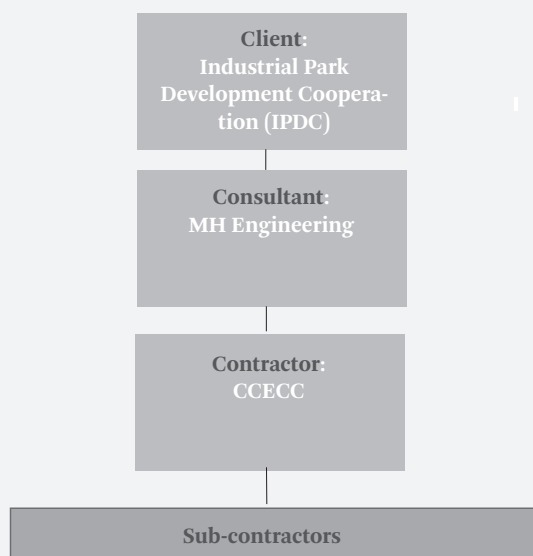 Client:
Industrial Park
Development Coopera-
tion (IPDC)
Consultant:
MH Engineering
Contractor:
CCECC
Sub-contractors